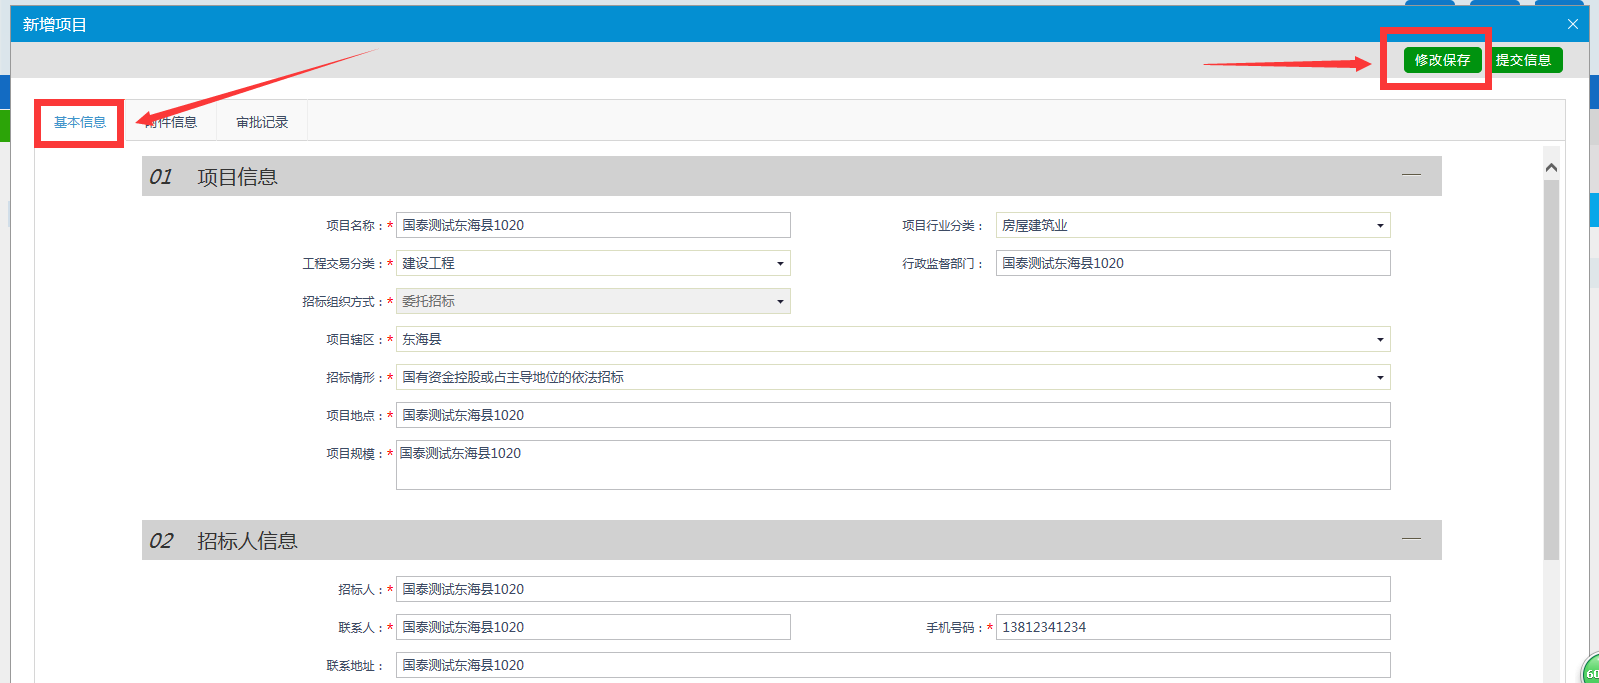 新增项目
修改保存 提交信息
基本信息 附件信息 审批记录
01 项目信息
项目名称：* 国泰测试东海县1020 项目行业分类： 房屋建筑业
工程交易分类：* 建设工程 行政监督部门： 国泰测试东海县1020
招标组织方式：* 委托招标
项目辖区：* 东海县
招标情形：* 国有资金控股或占主导地位的依法招标
项目地点：* 国泰测试东海县1020
项目规模：* 国泰测试东海县1020
02 招标人信息
招标人：* 国泰测试东海县1020
联系人：* 国泰测试东海县1020 手机号码：* 13812341234
联系地址： 国泰测试东海县1020